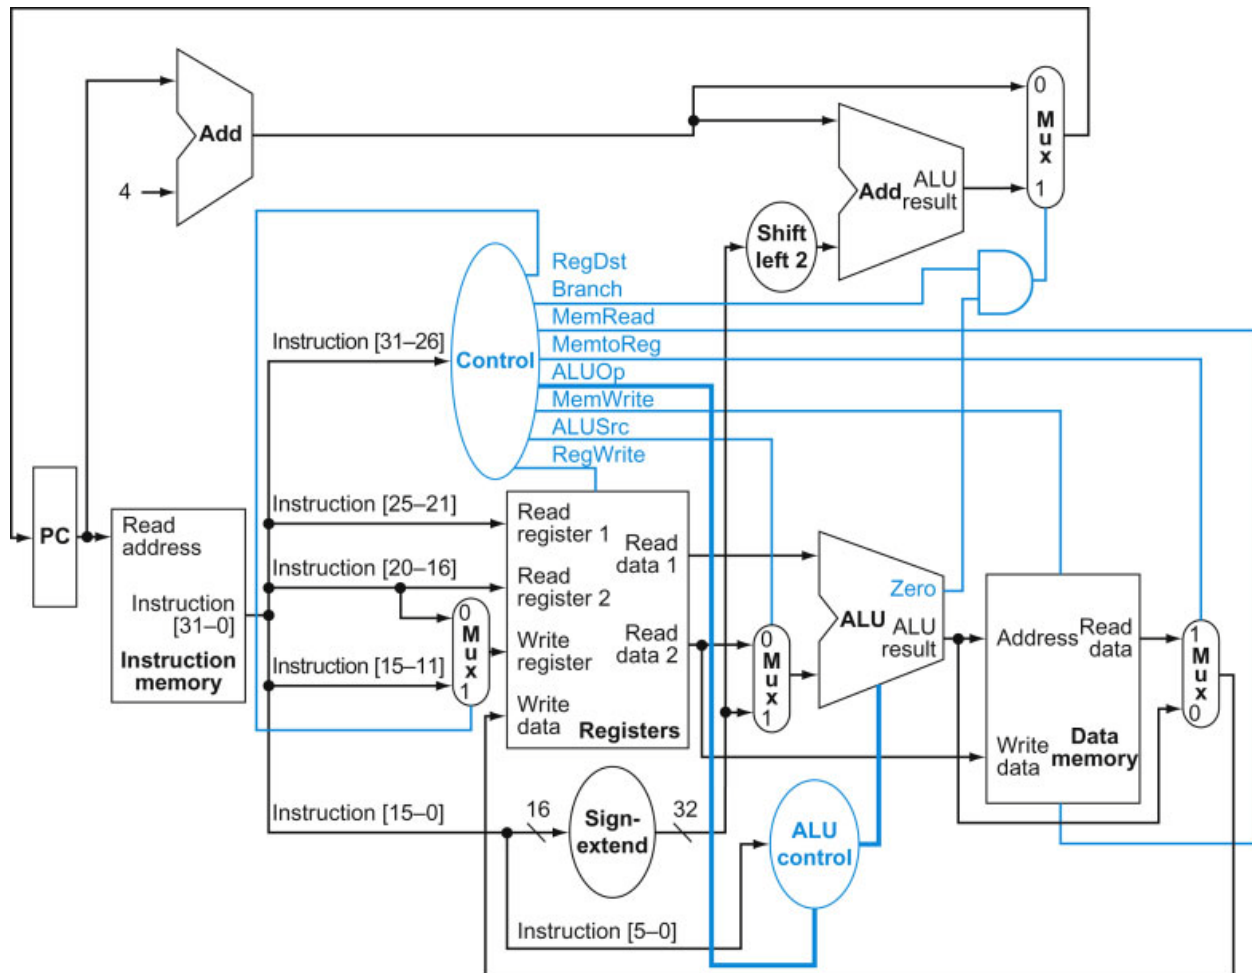 0
M
u
x
1
Add
4
Add
ALU
result
Shift
left 2
RegDst
Branch
MemRead
MemtoReg
ALUOp
MemWrite
ALUSrc
RegWrite
Instruction [31–26]
Control
PC
Read
address
Instruction
[31–0]
Instruction
memory
Instruction [25–21]
Instruction [20–16]
Instruction [15–11]
0
M
u
x
1
Read
register 1
Read
register 2
Write
register
Write
data
Read
data 1
Read
data 2
Registers
0
M
u
x
1
Zero
ALU
ALU
result
Address
Read
data
Write
data
Data
memory
1
M
u
x
0
Instruction [15–0]
16
Sign-
extend
32
ALU
control
Instruction [5–0]